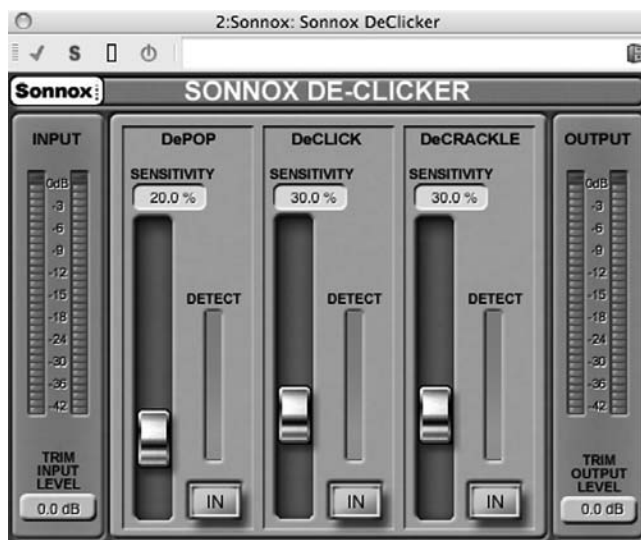 2:Sonnox: Sonnox DeClicker
S
Sonnox
SONNOX DE-CLICKER
INPUT
0dB
-3
-6
-9
-12
-15
-18
-24
-30
-36
-42
TRIM
INPUT
LEVEL
0.0 dB
DePOP
SENSITIVITY
20.0 %
DETECT
IN
DeCLICK
SENSITIVITY
30.0 %
DETECT
IN
DeCRACKLE
SENSITIVITY
30.0 %
DETECT
IN
OUTPUT
0dB
-3
-6
-9
-12
-15
-18
-24
-30
-36
-42
TRIM
OUTPUT
LEVEL
0.0 dB